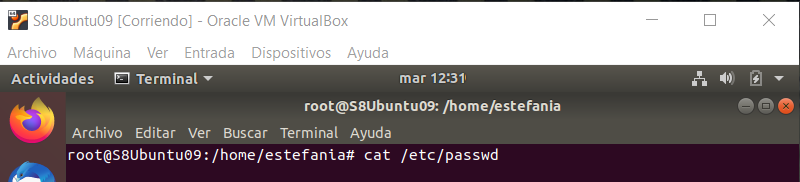 S8Ubuntu09 [Corriendo] - Oracle VM VirtualBox
Archivo Máquina Ver Entrada Dispositivos Ayuda
Actividades Terminal mar 12:31
root@S8Ubuntu09: /home/estefania
Archivo Editar Ver Buscar Terminal Ayuda
root@S8Ubuntu09:/home/estefania# cat /etc/passwd